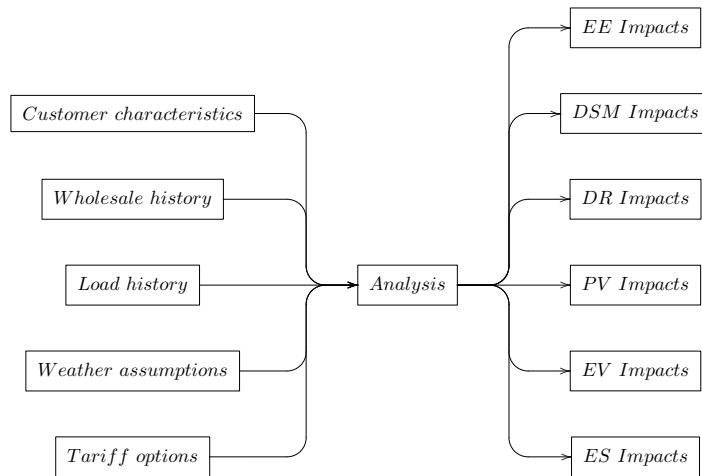 EE Impacts
Customer characteristics
DSM Impacts
Wholesale history
DR Impacts
Load history
Analysis
PV Impacts
Weather assumptions
EV Impacts
Tariff options
ES Impacts